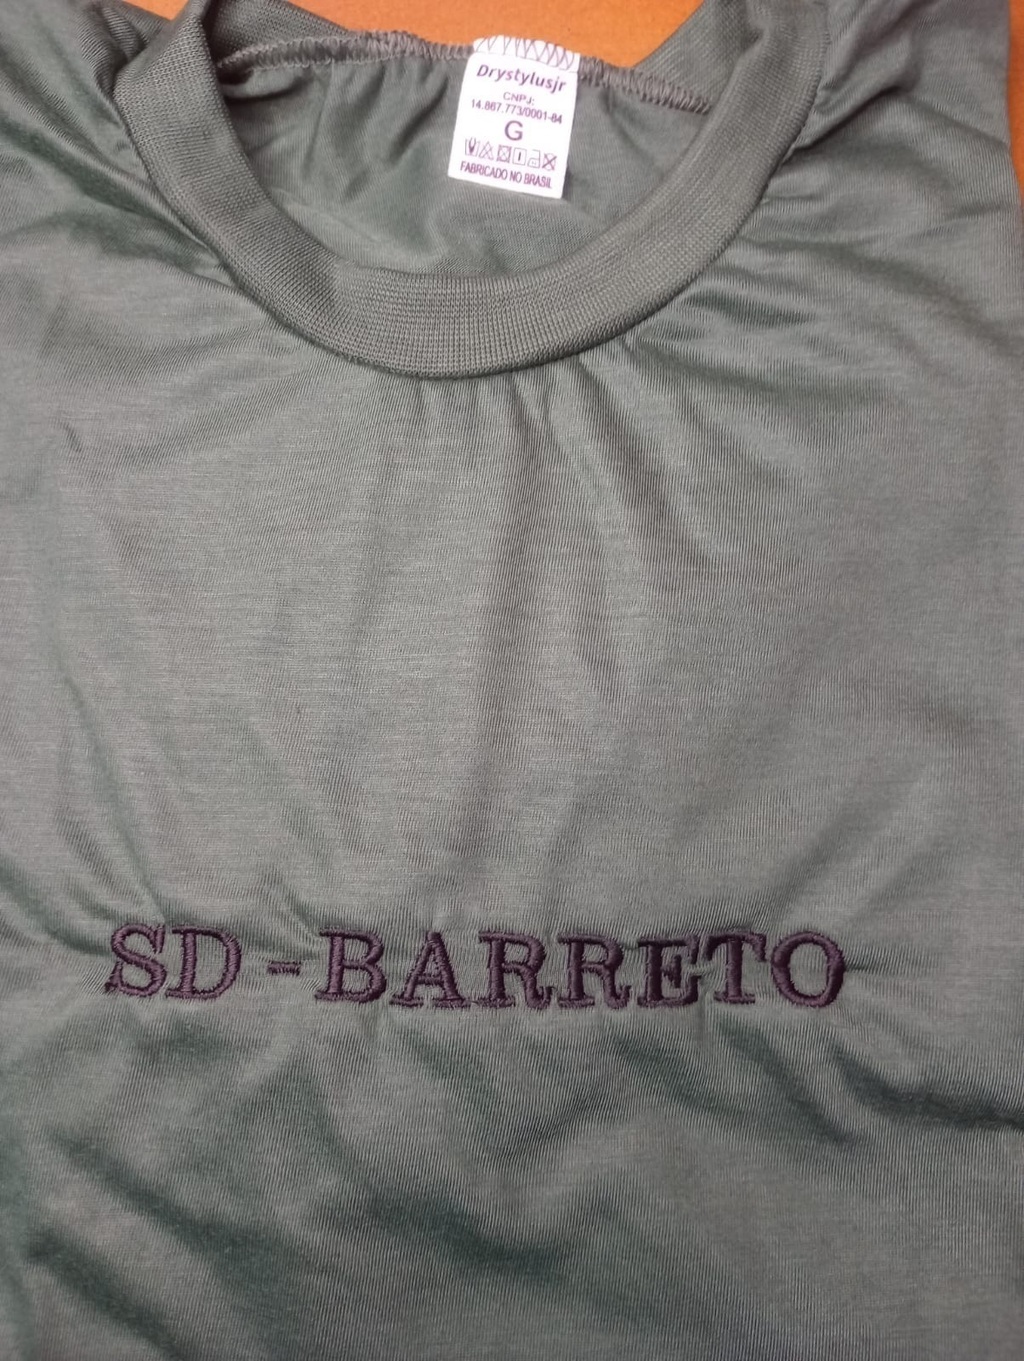 Drystylusjr
CNPJ:
14.867.773/0001-84
G
FABRICADO NO BRASIL
SD-BARRETO